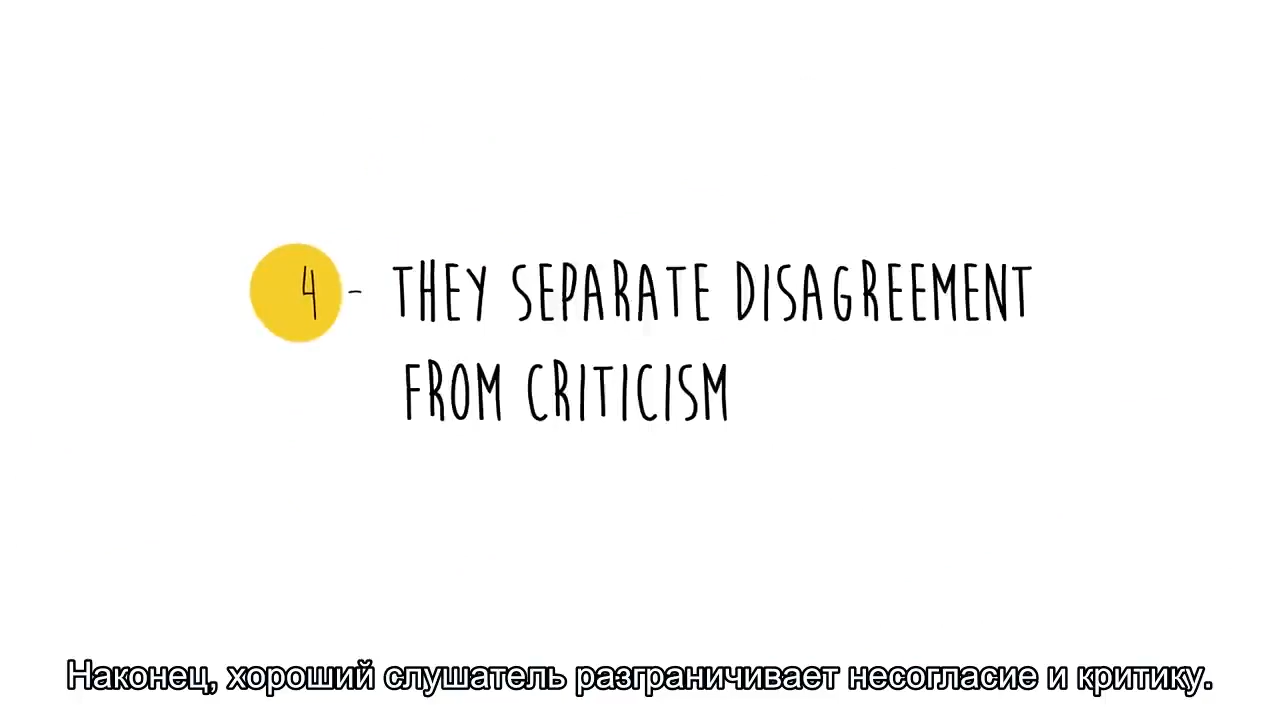 4 - THEY SEPARATE DISAGREEMENT
FROM CRITICISM
Наконец, хороший слушатель разграничивает несогласие и критику.